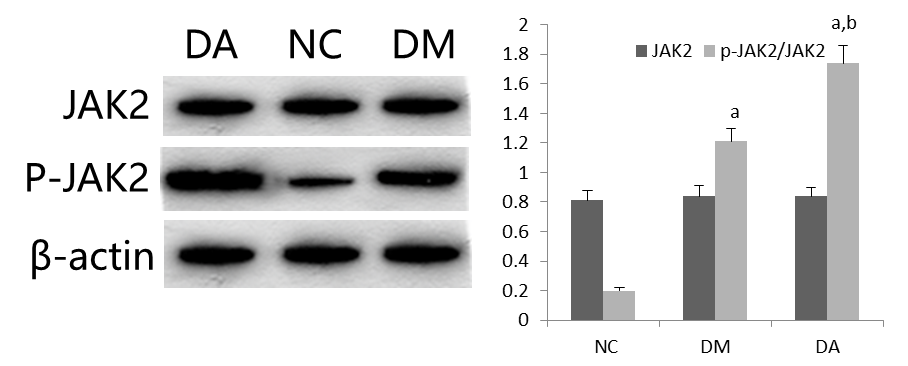 DA NC DM
JAK2
P-JAK2
β-actin
2
1.8
1.6
1.4
1.2
1
0.8
0.6
0.4
0.2
0
JAK2 p-JAK2/JAK2
a
a,b
NC DM DA